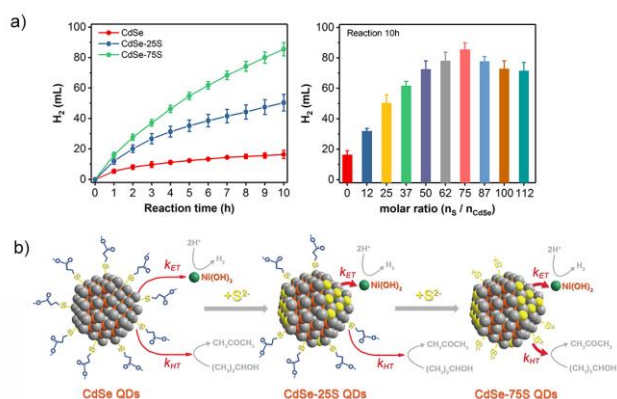 a)
CdSe
CdSe-25S
CdSe-75S
H₂ (mL)
100
80
60
40
20
0
0 1 2 3 4 5 6 7 8 9 10
Reaction time (h)
Reaction 10h
H₂ (mL)
100
80
60
40
20
0
0 12 25 37 50 62 75 87 100 112
molar ratio (nS / nCdSe)
b)
kET
2H⁺
H₂
Ni(OH)₂
kHT
CH₃COCH₃
(CH₃)₂CHOH
CdSe QDs
+S²⁻
kET
2H⁺
H₂
Ni(OH)₂
kHT
CH₃COCH₃
(CH₃)₂CHOH
CdSe-25S QDs
+S²⁻
kET
2H⁺
H₂
Ni(OH)₂
kHT
CH₃COCH₃
(CH₃)₂CHOH
CdSe-75S QDs